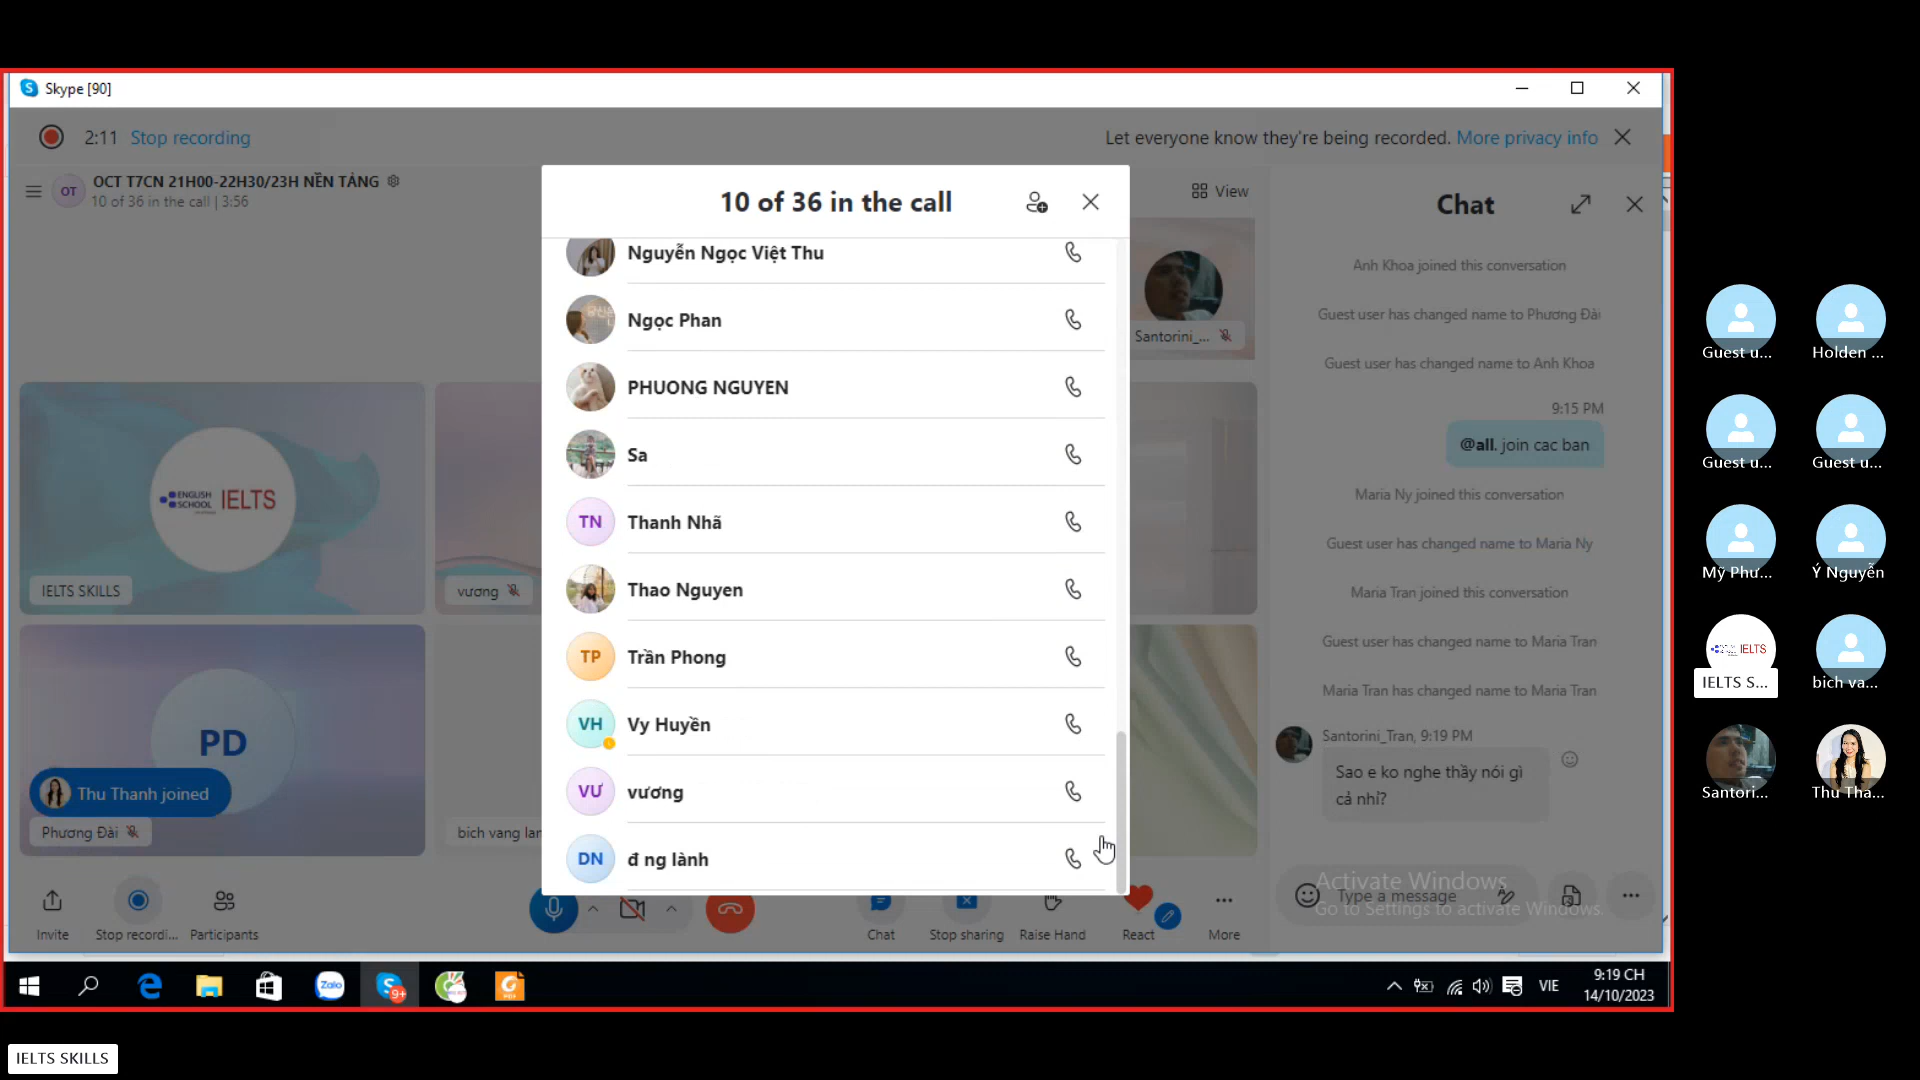 Skype [90]
2:11 Stop recording
Let everyone know they're being recorded. More privacy info
OT
OCT T7CN 21H00-22H30/23H NỀN TẢNG
10 of 36 in the call | 3:56
View
10 of 36 in the call
Nguyễn Ngọc Việt Thu
Ngọc Phan
PHUONG NGUYEN
Sa
TN
Thanh Nhã
Thao Nguyen
TP
Trần Phong
VH
Vy Huyền
VƯ
vương
DN
đ ng lành
ENGLISH SCHOOL IELTS
IELTS SKILLS
vương
Santorini_...
PD
Thu Thanh joined
Phương Đài
bich vang lan
Chat
Anh Khoa joined this conversation
Guest user has changed name to Phương Đài
Guest user has changed name to Anh Khoa
9:15 PM
@all. join cac ban
Maria Ny joined this conversation
Guest user has changed name to Maria Ny
Maria Tran joined this conversation
Guest user has changed name to Maria Tran
Maria Tran has changed name to Maria Tran
Santorini_Tran, 9:19 PM
Sao e ko nghe thầy nói gì
cả nhỉ?
Type a message
Activate Windows
Go to Settings to activate Windows.
Invite
Stop recordi...
Participants
Chat
Stop sharing
Raise Hand
React
More
Zalo
9+
VIE
9:19 CH
14/10/2023
Guest u...
Holden ...
Guest u...
Guest u...
Mỹ Phư...
Ý Nguyễn
IELTS
IELTS S...
bich va...
Santori...
Thu Tha...
IELTS SKILLS